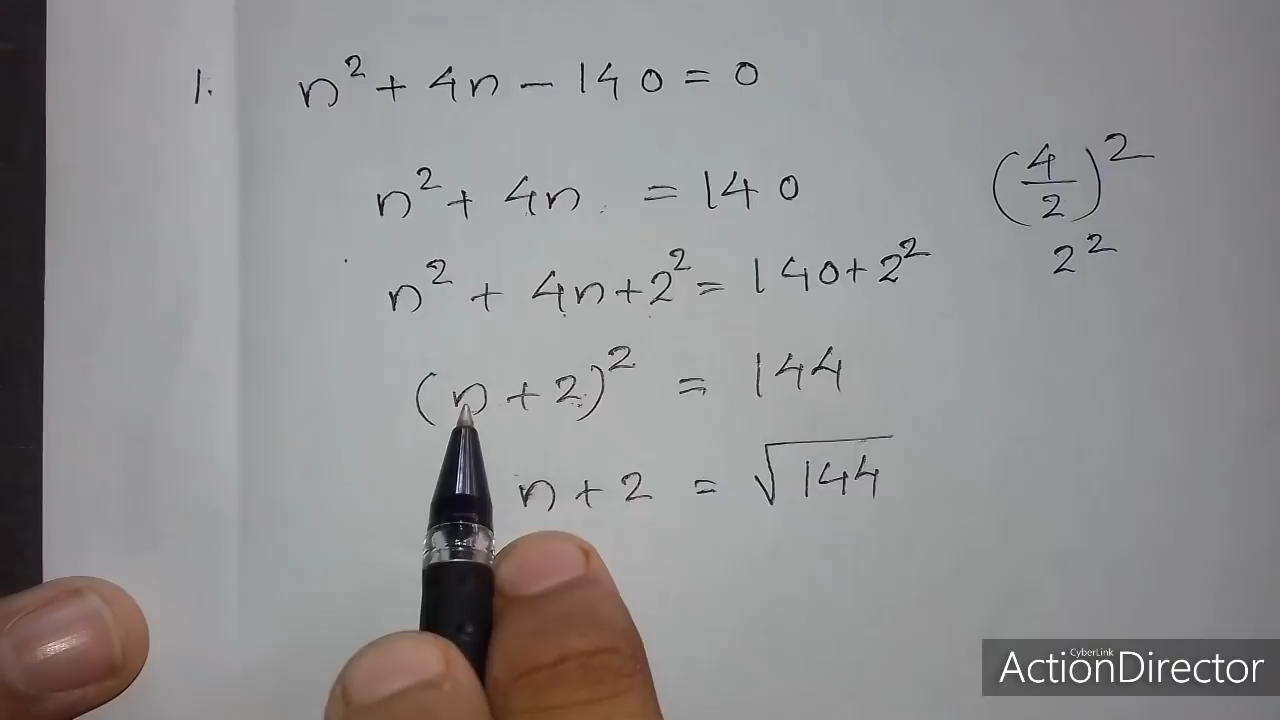 1. n² + 4n - 140 = 0
n² + 4n = 140
(4/2)²
n² + 4n + 2² = 140 + 2²
2²
(n + 2)² = 144
n + 2 = √144
CyberLink
ActionDirector